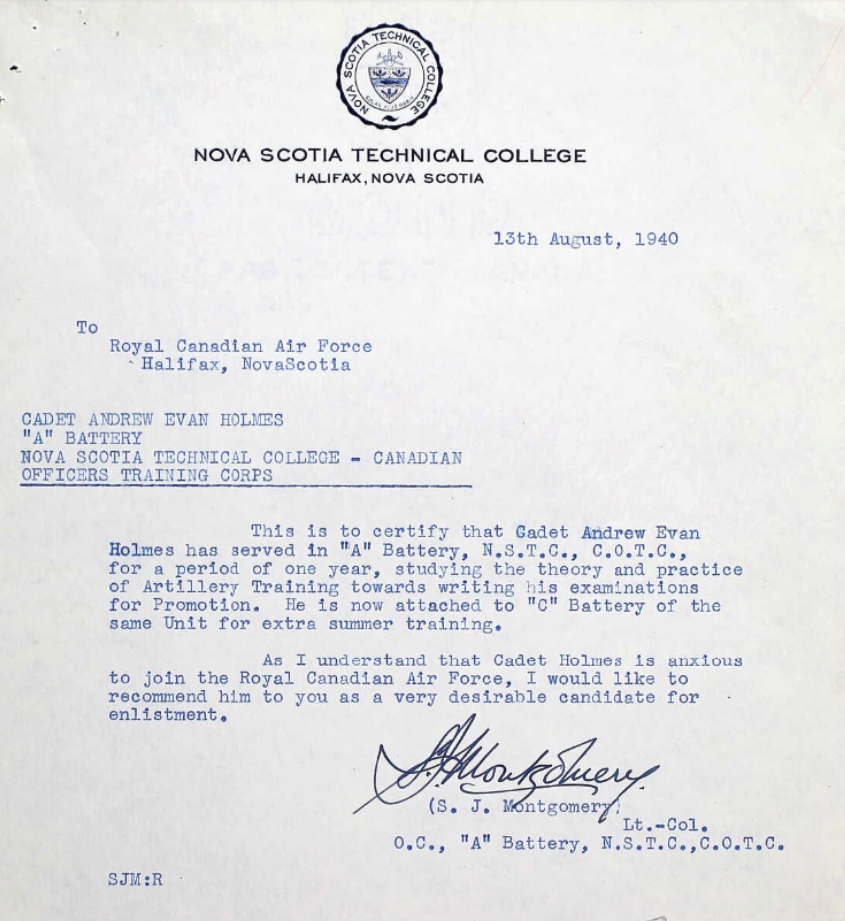 NOVA SCOTIA TECHNICAL COLLEGE
NOVA SCOTIA TECHNICAL COLLEGE
HALIFAX, NOVA SCOTIA
13th August, 1940
To
Royal Canadian Air Force
Halifax, NovaScotia
CADET ANDREW EVAN HOLMES
"A" BATTERY
NOVA SCOTIA TECHNICAL COLLEGE - CANADIAN
OFFICERS TRAINING CORPS
This is to certify that Cadet Andrew Evan
Holmes has served in "A" Battery, N.S.T.C., C.O.T.C.,
for a period of one year, studying the theory and practice
of Artillery Training towards writing his examinations
for Promotion. He is now attached to "C" Battery of the
same Unit for extra summer training.
As I understand that Cadet Holmes is anxious
to join the Royal Canadian Air Force, I would like to
recommend him to you as a very desirable candidate for
enlistment.
S. J. Montgomery.
(S. J. Montgomery)
Lt.-Col.
O.C., "A" Battery, N.S.T.C.,C.O.T.C.
SJM:R